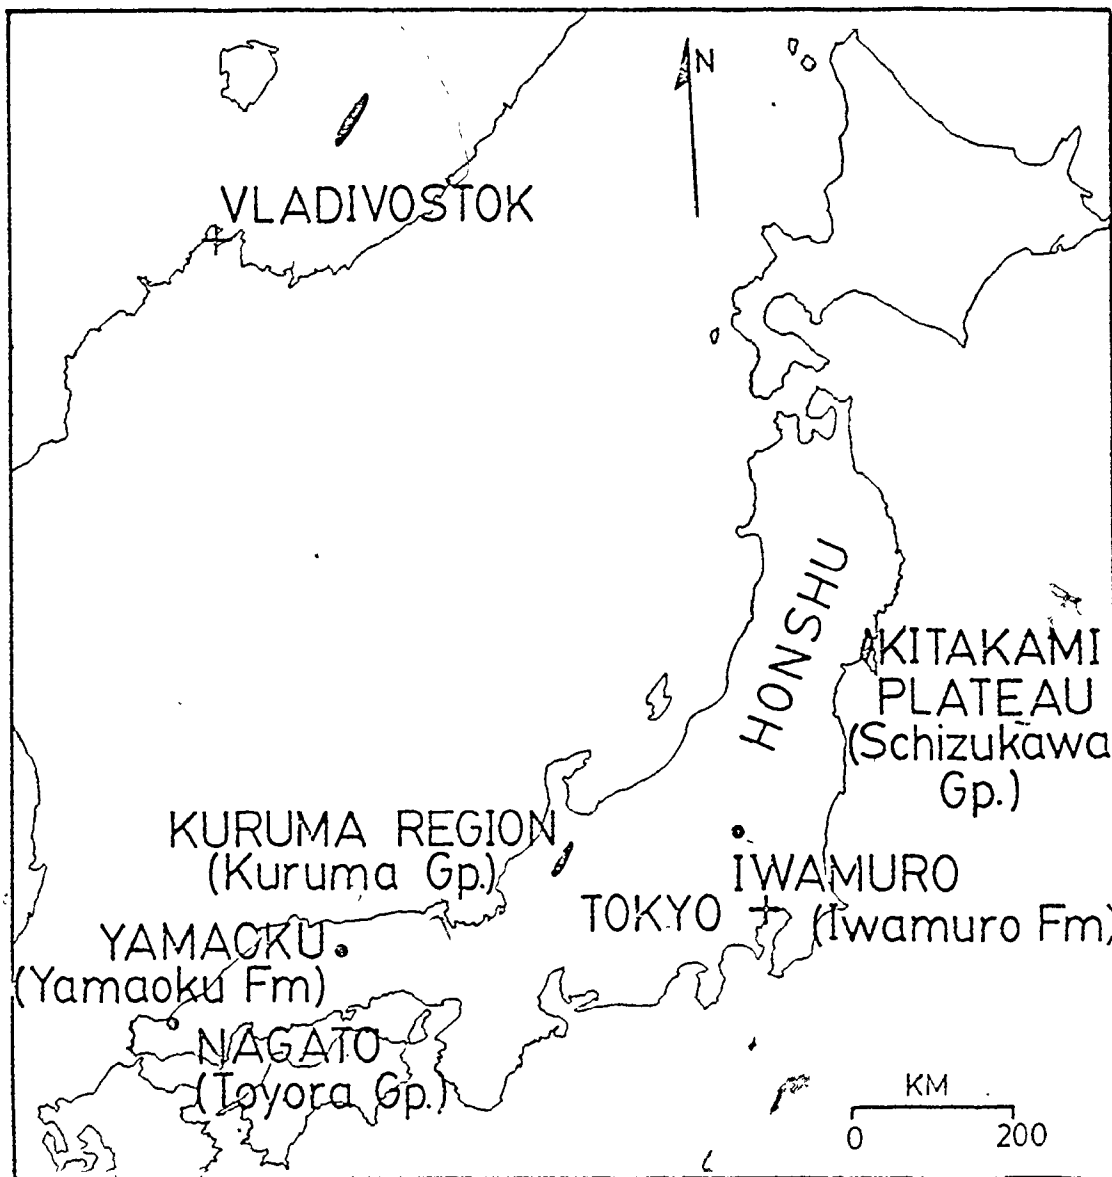 N
VLADIVOSTOK
HONSHU
KITAKAMI
PLATEAU
(Schizukawa
Gp.)
KURUMA REGION
(Kuruma Gp.)
IWAMURO
TOKYO
(Iwamuro Fm)
YAMAOKU
(Yamaoku Fm)
NAGATO
(Toyora Gp.)
KM
0 200